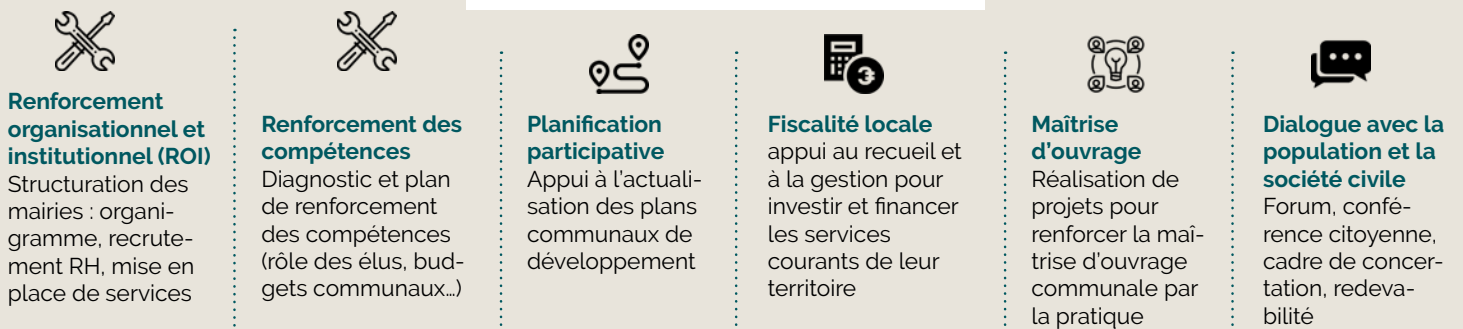 Renforcement
organisationnel et
institutionnel (ROI)
Structuration des
mairies : organi-
gramme, recrute-
ment RH, mise en
place de services
Renforcement des
compétences
Diagnostic et plan
de renforcement
des compétences
(rôle des élus, bud-
gets communaux…)
Planification
participative
Appui à l’actuali-
sation des plans
communaux de
développement
Fiscalité locale
appui au recueil et
à la gestion pour
investir et financer
les services
courants de leur
territoire
Maîtrise
d’ouvrage
Réalisation de
projets pour
renforcer la maî-
trise d’ouvrage
communale par
la pratique
Dialogue avec la
population et la
société civile
Forum, confé-
rence citoyenne,
cadre de concer-
tation, redeva-
bilité